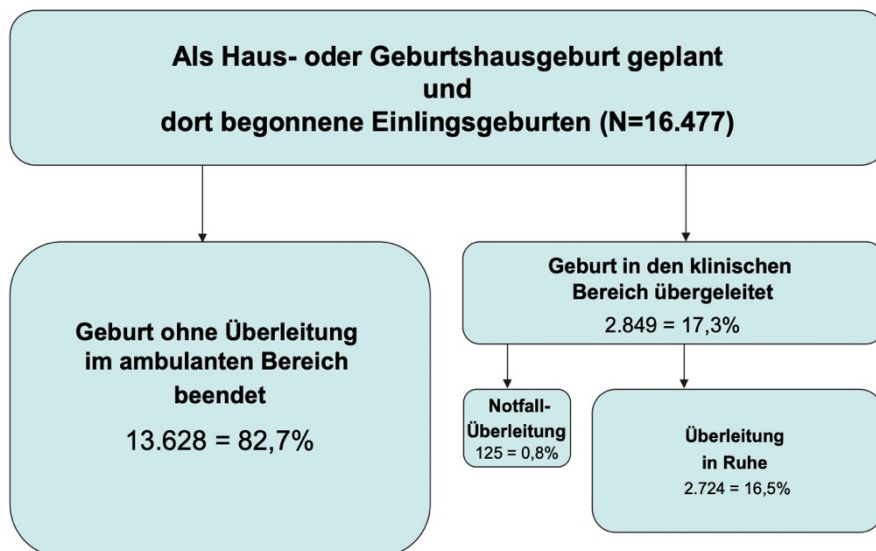 Als Haus- oder Geburtshausgeburt geplant
und
dort begonnene Einlingsgeburten (N=16.477)
Geburt ohne Überleitung
im ambulanten Bereich
beendet
13.628 = 82,7%
Geburt in den klinischen
Bereich übergeleitet
2.849 = 17,3%
Notfall-
Überleitung
125 = 0,8%
Überleitung
in Ruhe
2.724 = 16,5%